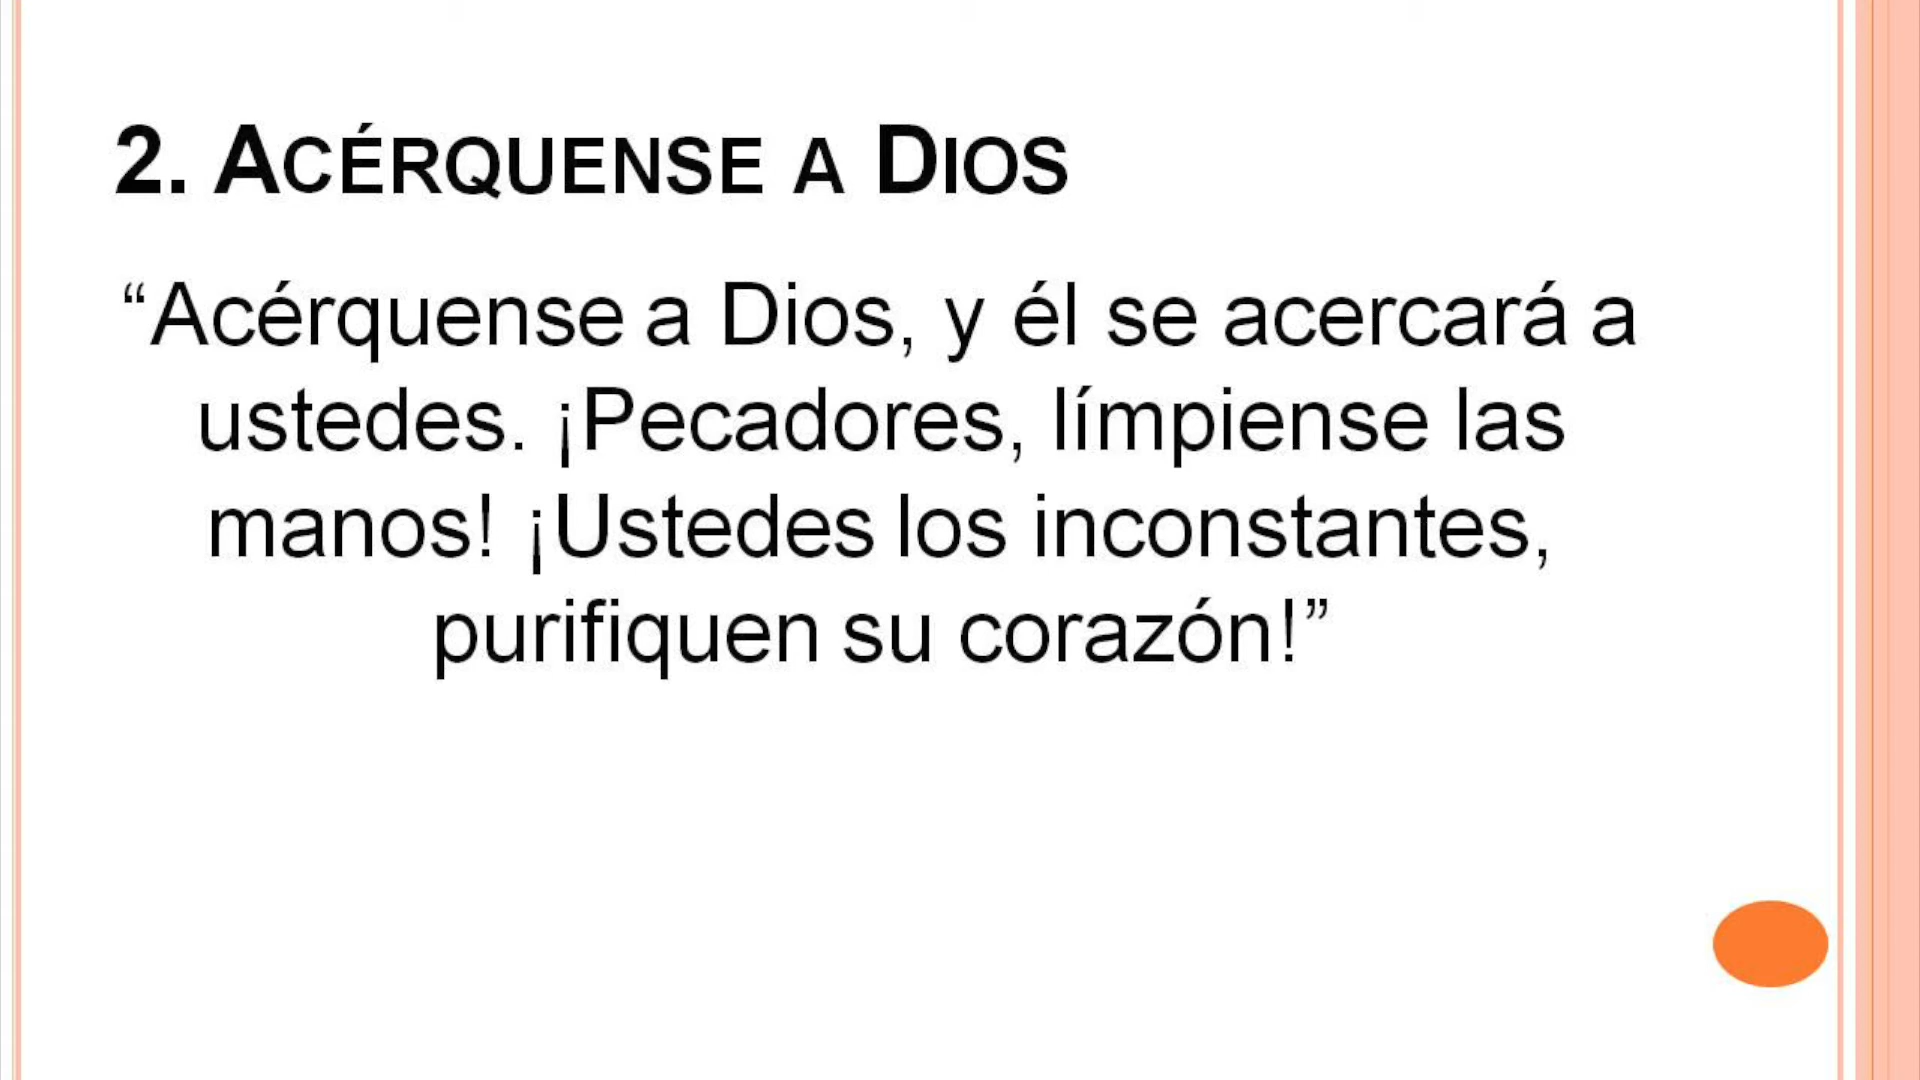 2. ACÉRQUENSE A DIOS
“Acérquense a Dios, y él se acercará a
ustedes. ¡Pecadores, límpiense las
manos! ¡Ustedes los inconstantes,
purifiquen su corazón!”